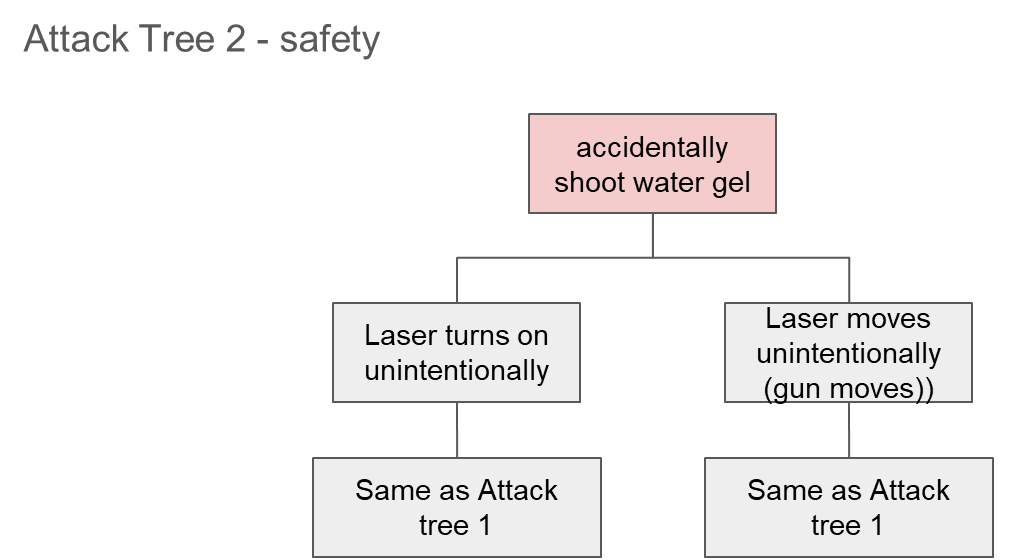 Attack Tree 2 - safety
accidentally
shoot water gel
Laser turns on
unintentionally
Laser moves
unintentionally
(gun moves))
Same as Attack
tree 1
Same as Attack
tree 1